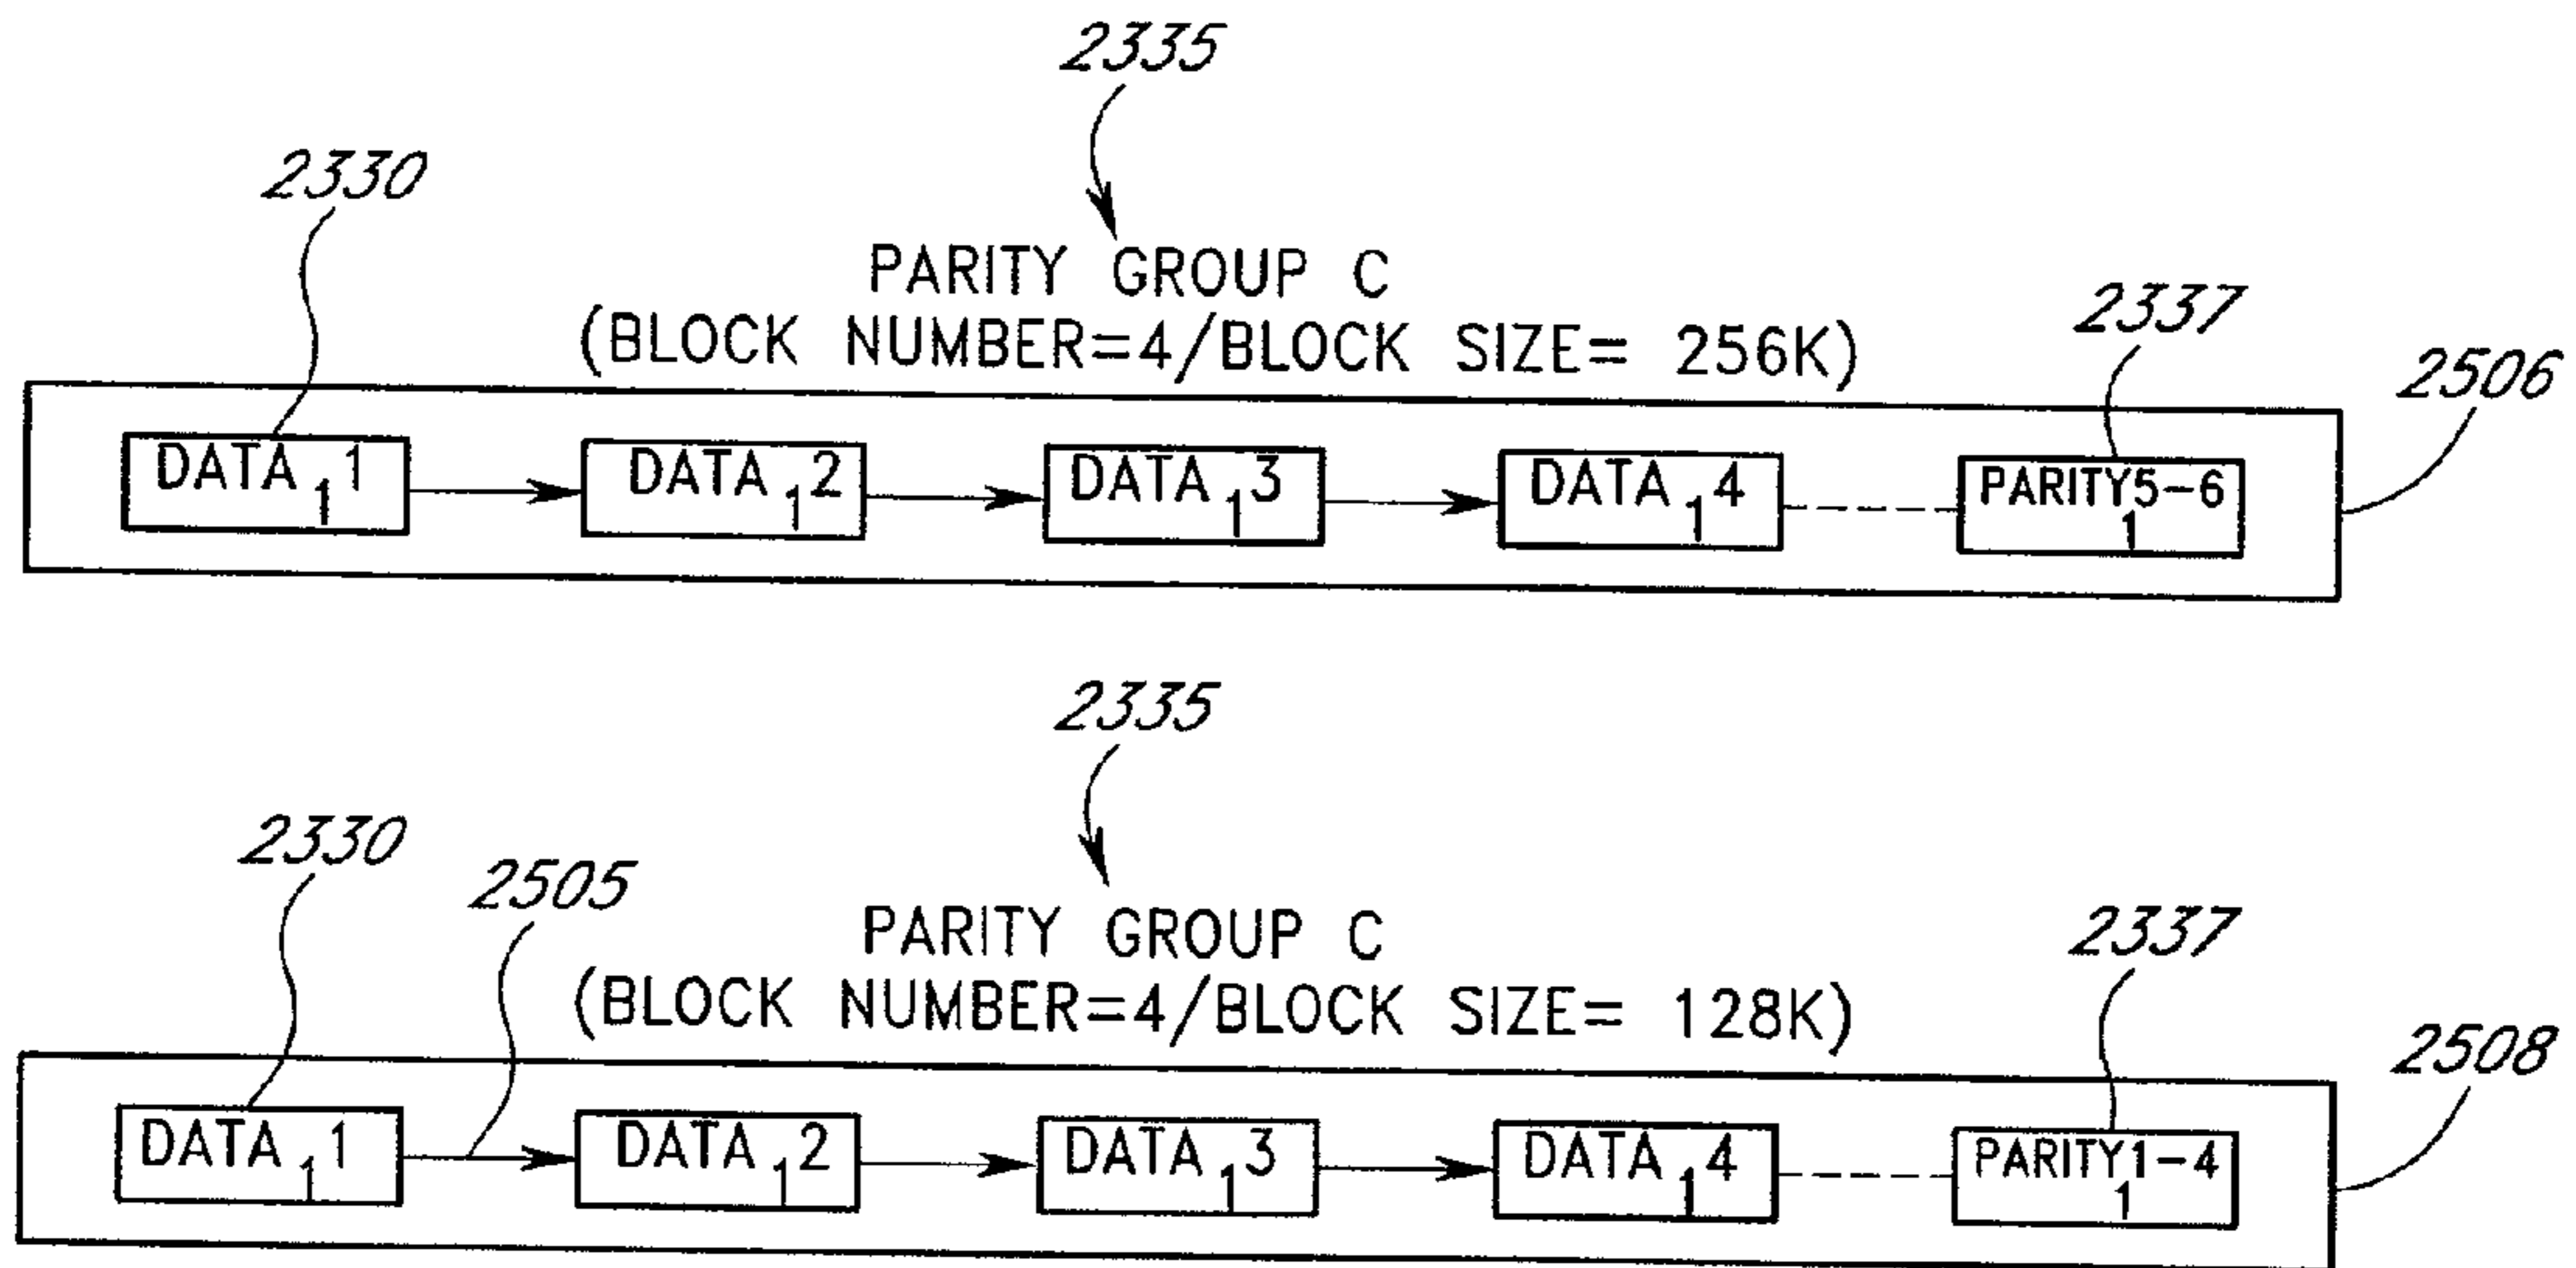 2335
2330
PARITY GROUP C
2337
(BLOCK NUMBER=4/BLOCK SIZE= 256K)
2506
DATA 1 1
DATA 1 2
DATA 1 3
DATA 1 4
PARITY5-6 1
2335
2330
2505
PARITY GROUP C
2337
(BLOCK NUMBER=4/BLOCK SIZE= 128K)
2508
DATA 1 1
DATA 1 2
DATA 1 3
DATA 1 4
PARITY1-4 1